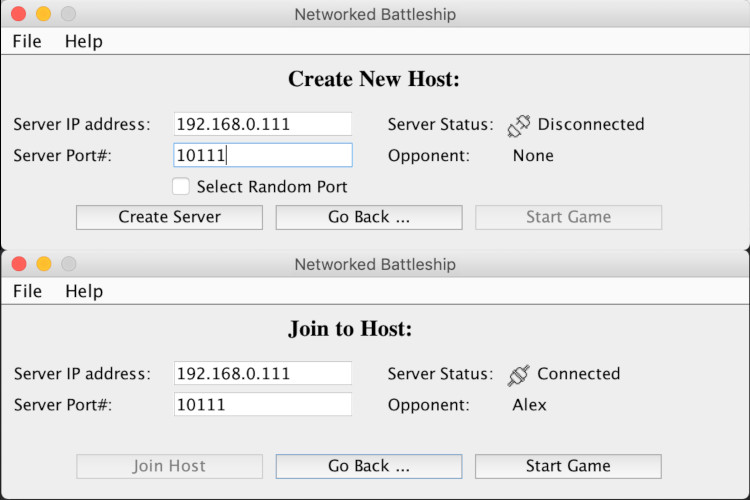 Networked Battleship
File Help
Create New Host:
Server IP address: 192.168.0.111 Server Status: Disconnected
Server Port#: 10111 Opponent: None
Select Random Port
Create Server Go Back ... Start Game
Networked Battleship
File Help
Join to Host:
Server IP address: 192.168.0.111 Server Status: Connected
Server Port#: 10111 Opponent: Alex
Join Host Go Back ... Start Game